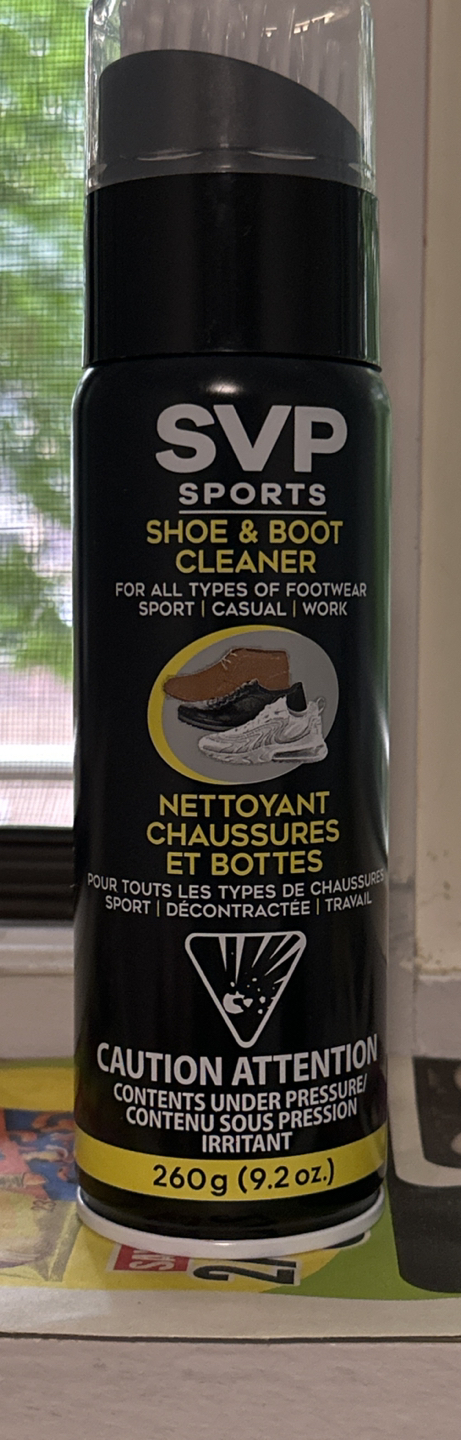 SVP
SPORTS
SHOE & BOOT
CLEANER
FOR ALL TYPES OF FOOTWEAR
SPORT | CASUAL | WORK
NETTOYANT
CHAUSSURES
ET BOTTES
POUR TOUTS LES TYPES DE CHAUSSURES
SPORT | DÉCONTRACTÉE | TRAVAIL
CAUTION ATTENTION
CONTENTS UNDER PRESSURE/
CONTENU SOUS PRESSION
IRRITANT
260g (9.2 oz.)